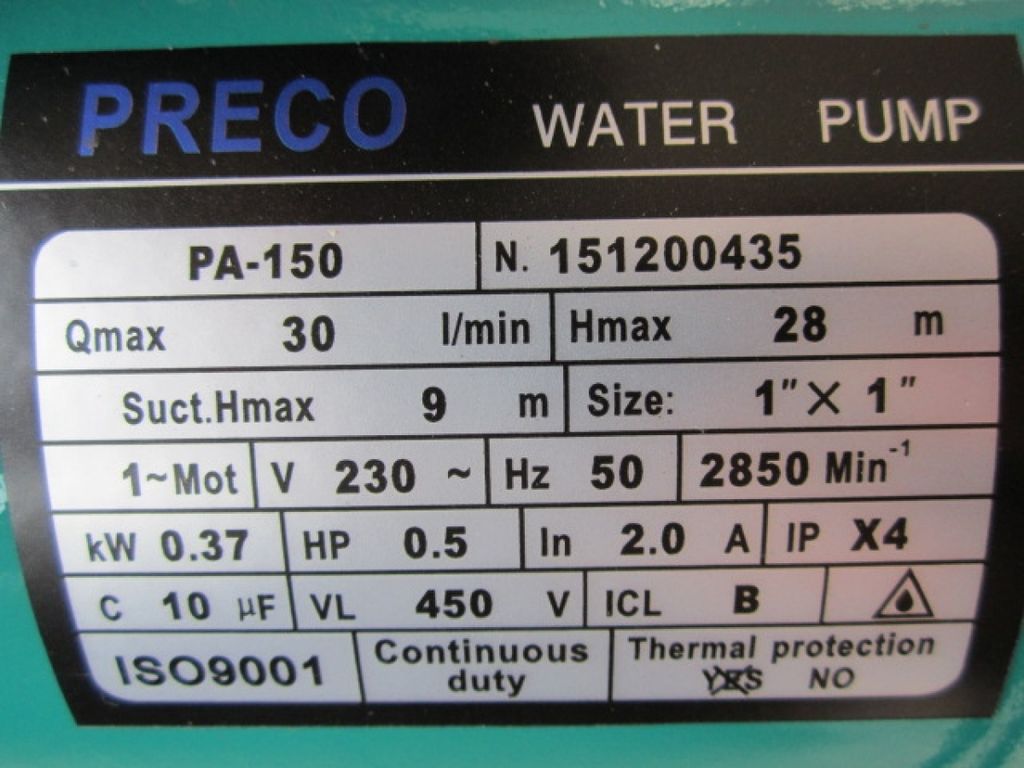 PRECO WATER PUMP
PA-150 N. 151200435
Qmax 30 l/min Hmax 28 m
Suct.Hmax 9 m Size: 1"× 1"
1~Mot V 230 ~ Hz 50 2850 Min⁻¹
kW 0.37 HP 0.5 In 2.0 A IP X4
C 10 µF VL 450 V ICL B
ISO9001 Continuous duty Thermal protection
YES NO